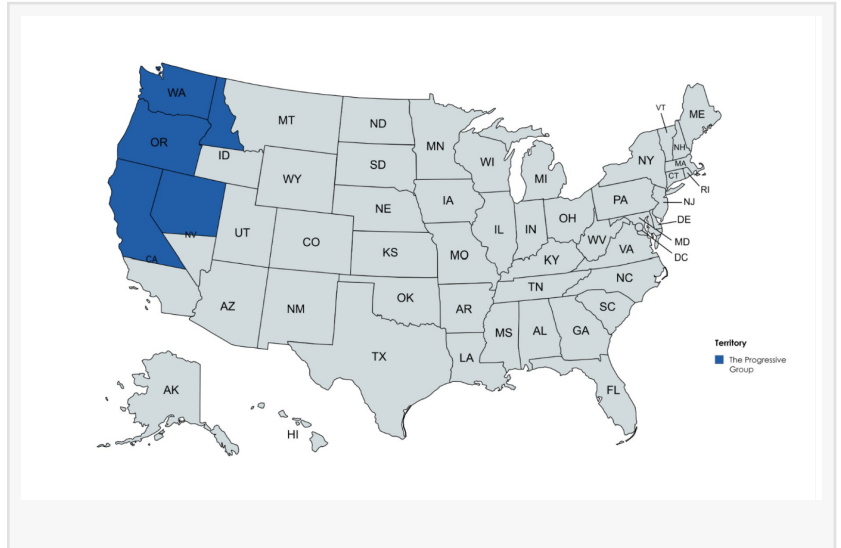 WA
MT
ND
OR
ID
SD
MN
WI
MI
VT
ME
NH
NY
MA
CT
RI
WY
NE
IA
PA
NJ
DE
NV
UT
CO
KS
MO
IL
IN
OH
WV
VA
MD
DC
CA
KY
NC
AZ
NM
OK
AR
TN
SC
MS
AL
GA
TX
LA
FL
AK
HI
Territory
The Progressive
Group